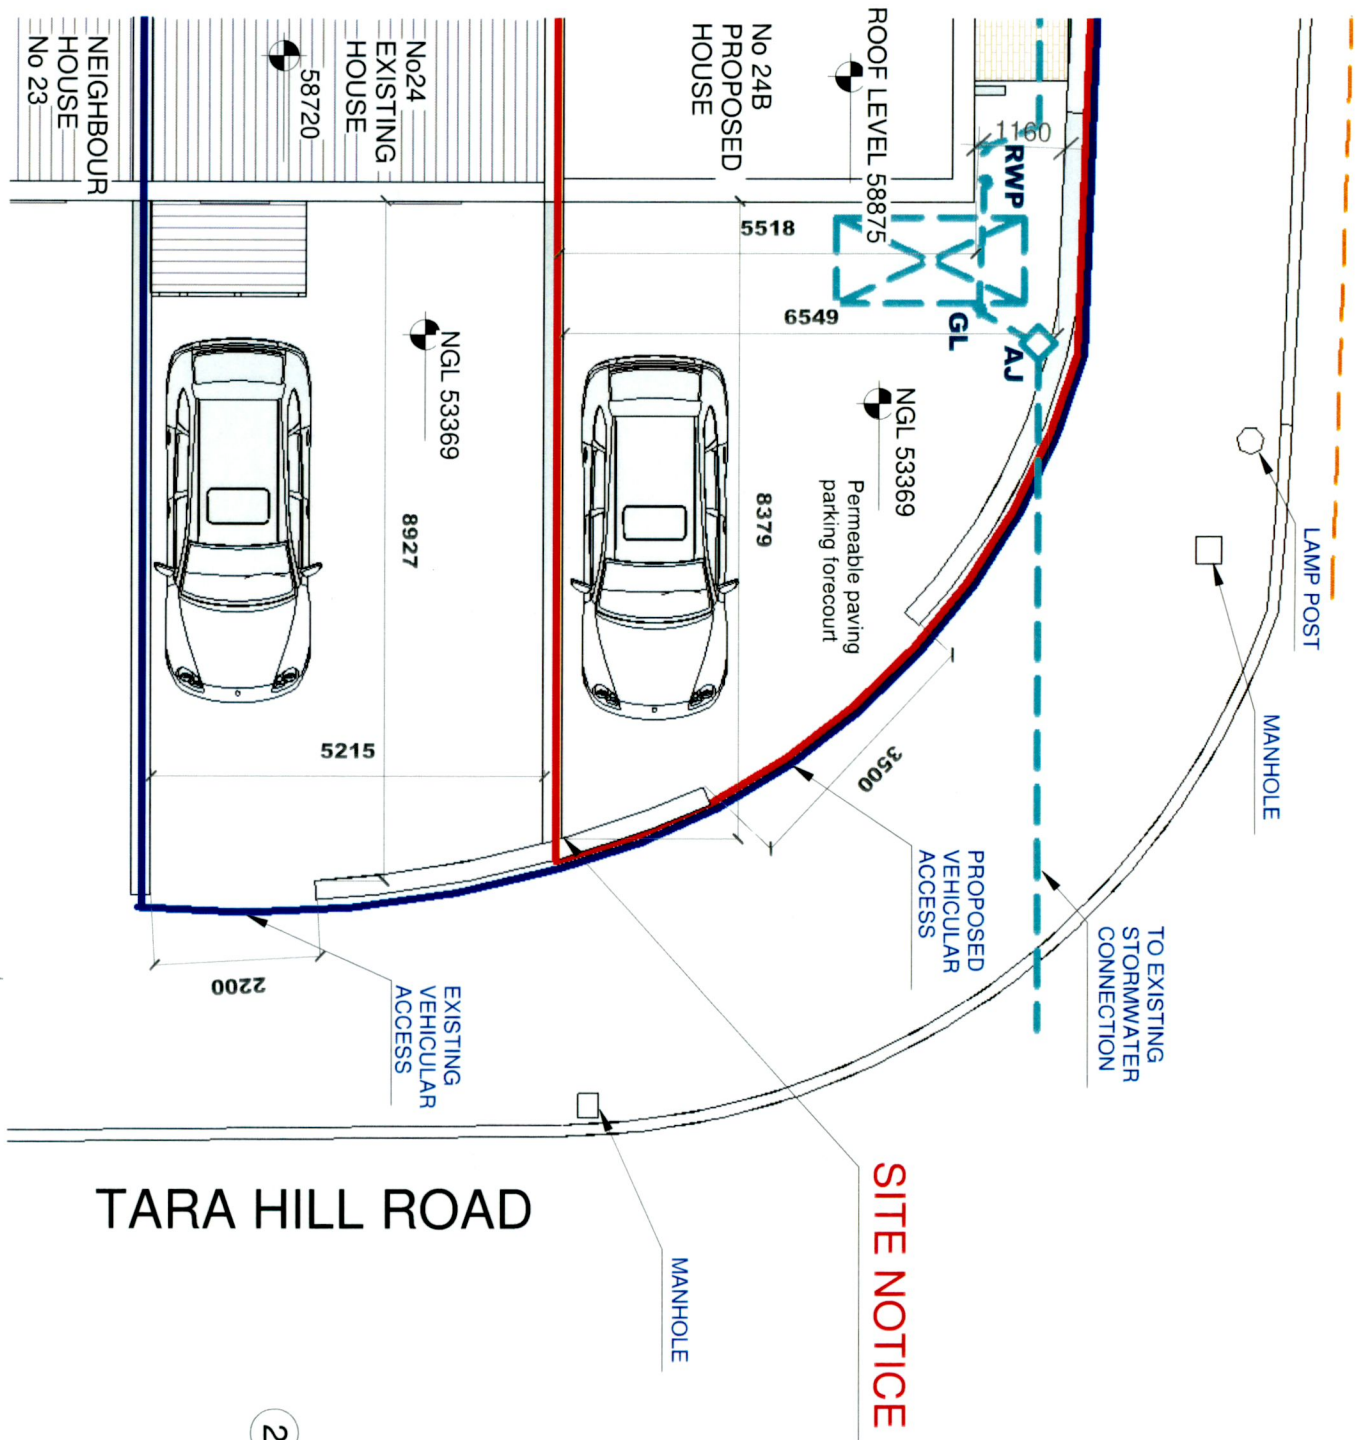 NEIGHBOUR
HOUSE
No 23
58720
No24
EXISTING
HOUSE
No 24B
PROPOSED
HOUSE
ROOF LEVEL 58875
1160
RWP
5518
6549
GL
AJ
NGL 53369
NGL 53369
Permeable paving
parking forecourt
8927
8379
5215
3500
2200
LAMP POST
MANHOLE
PROPOSED
VEHICULAR
ACCESS
TO EXISTING
STORMWATER
CONNECTION
EXISTING
VEHICULAR
ACCESS
SITE NOTICE
TARA HILL ROAD
MANHOLE
2